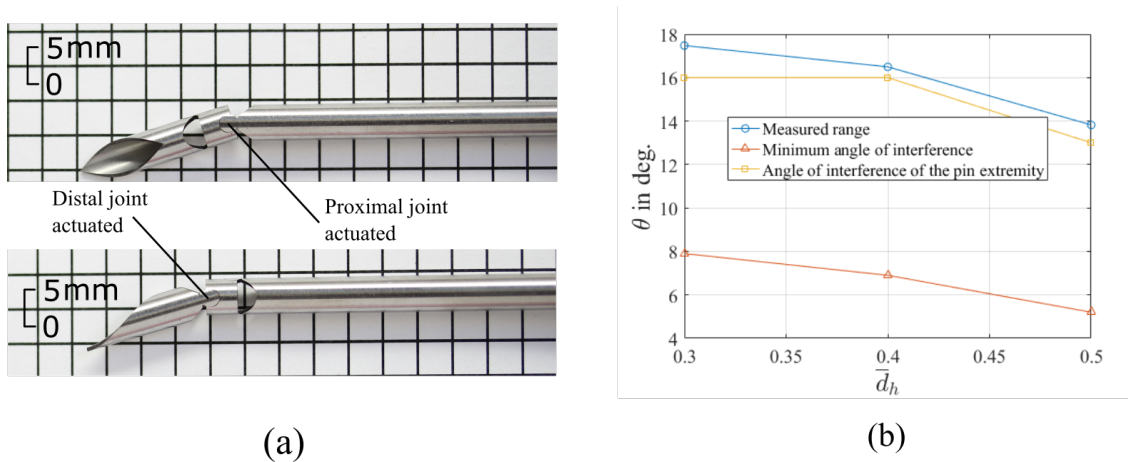 5mm
0
Distal joint
actuated
Proximal joint
actuated
5mm
0
(a)
18
16
14
12
10
8
6
4
θ in deg.
Measured range
Minimum angle of interference
Angle of interference of the pin extremity
0.3
0.35
0.4
0.45
0.5
d̅ₕ
(b)